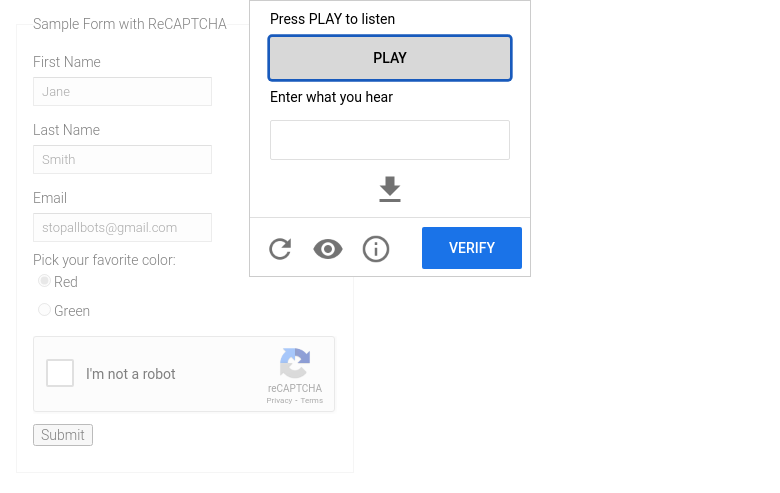 Sample Form with ReCAPTCHA
First Name
Jane
Last Name
Smith
Email
stopallbots@gmail.com
Pick your favorite color:
Red
Green
I'm not a robot
reCAPTCHA
Privacy - Terms
Submit
Press PLAY to listen
PLAY
Enter what you hear
VERIFY